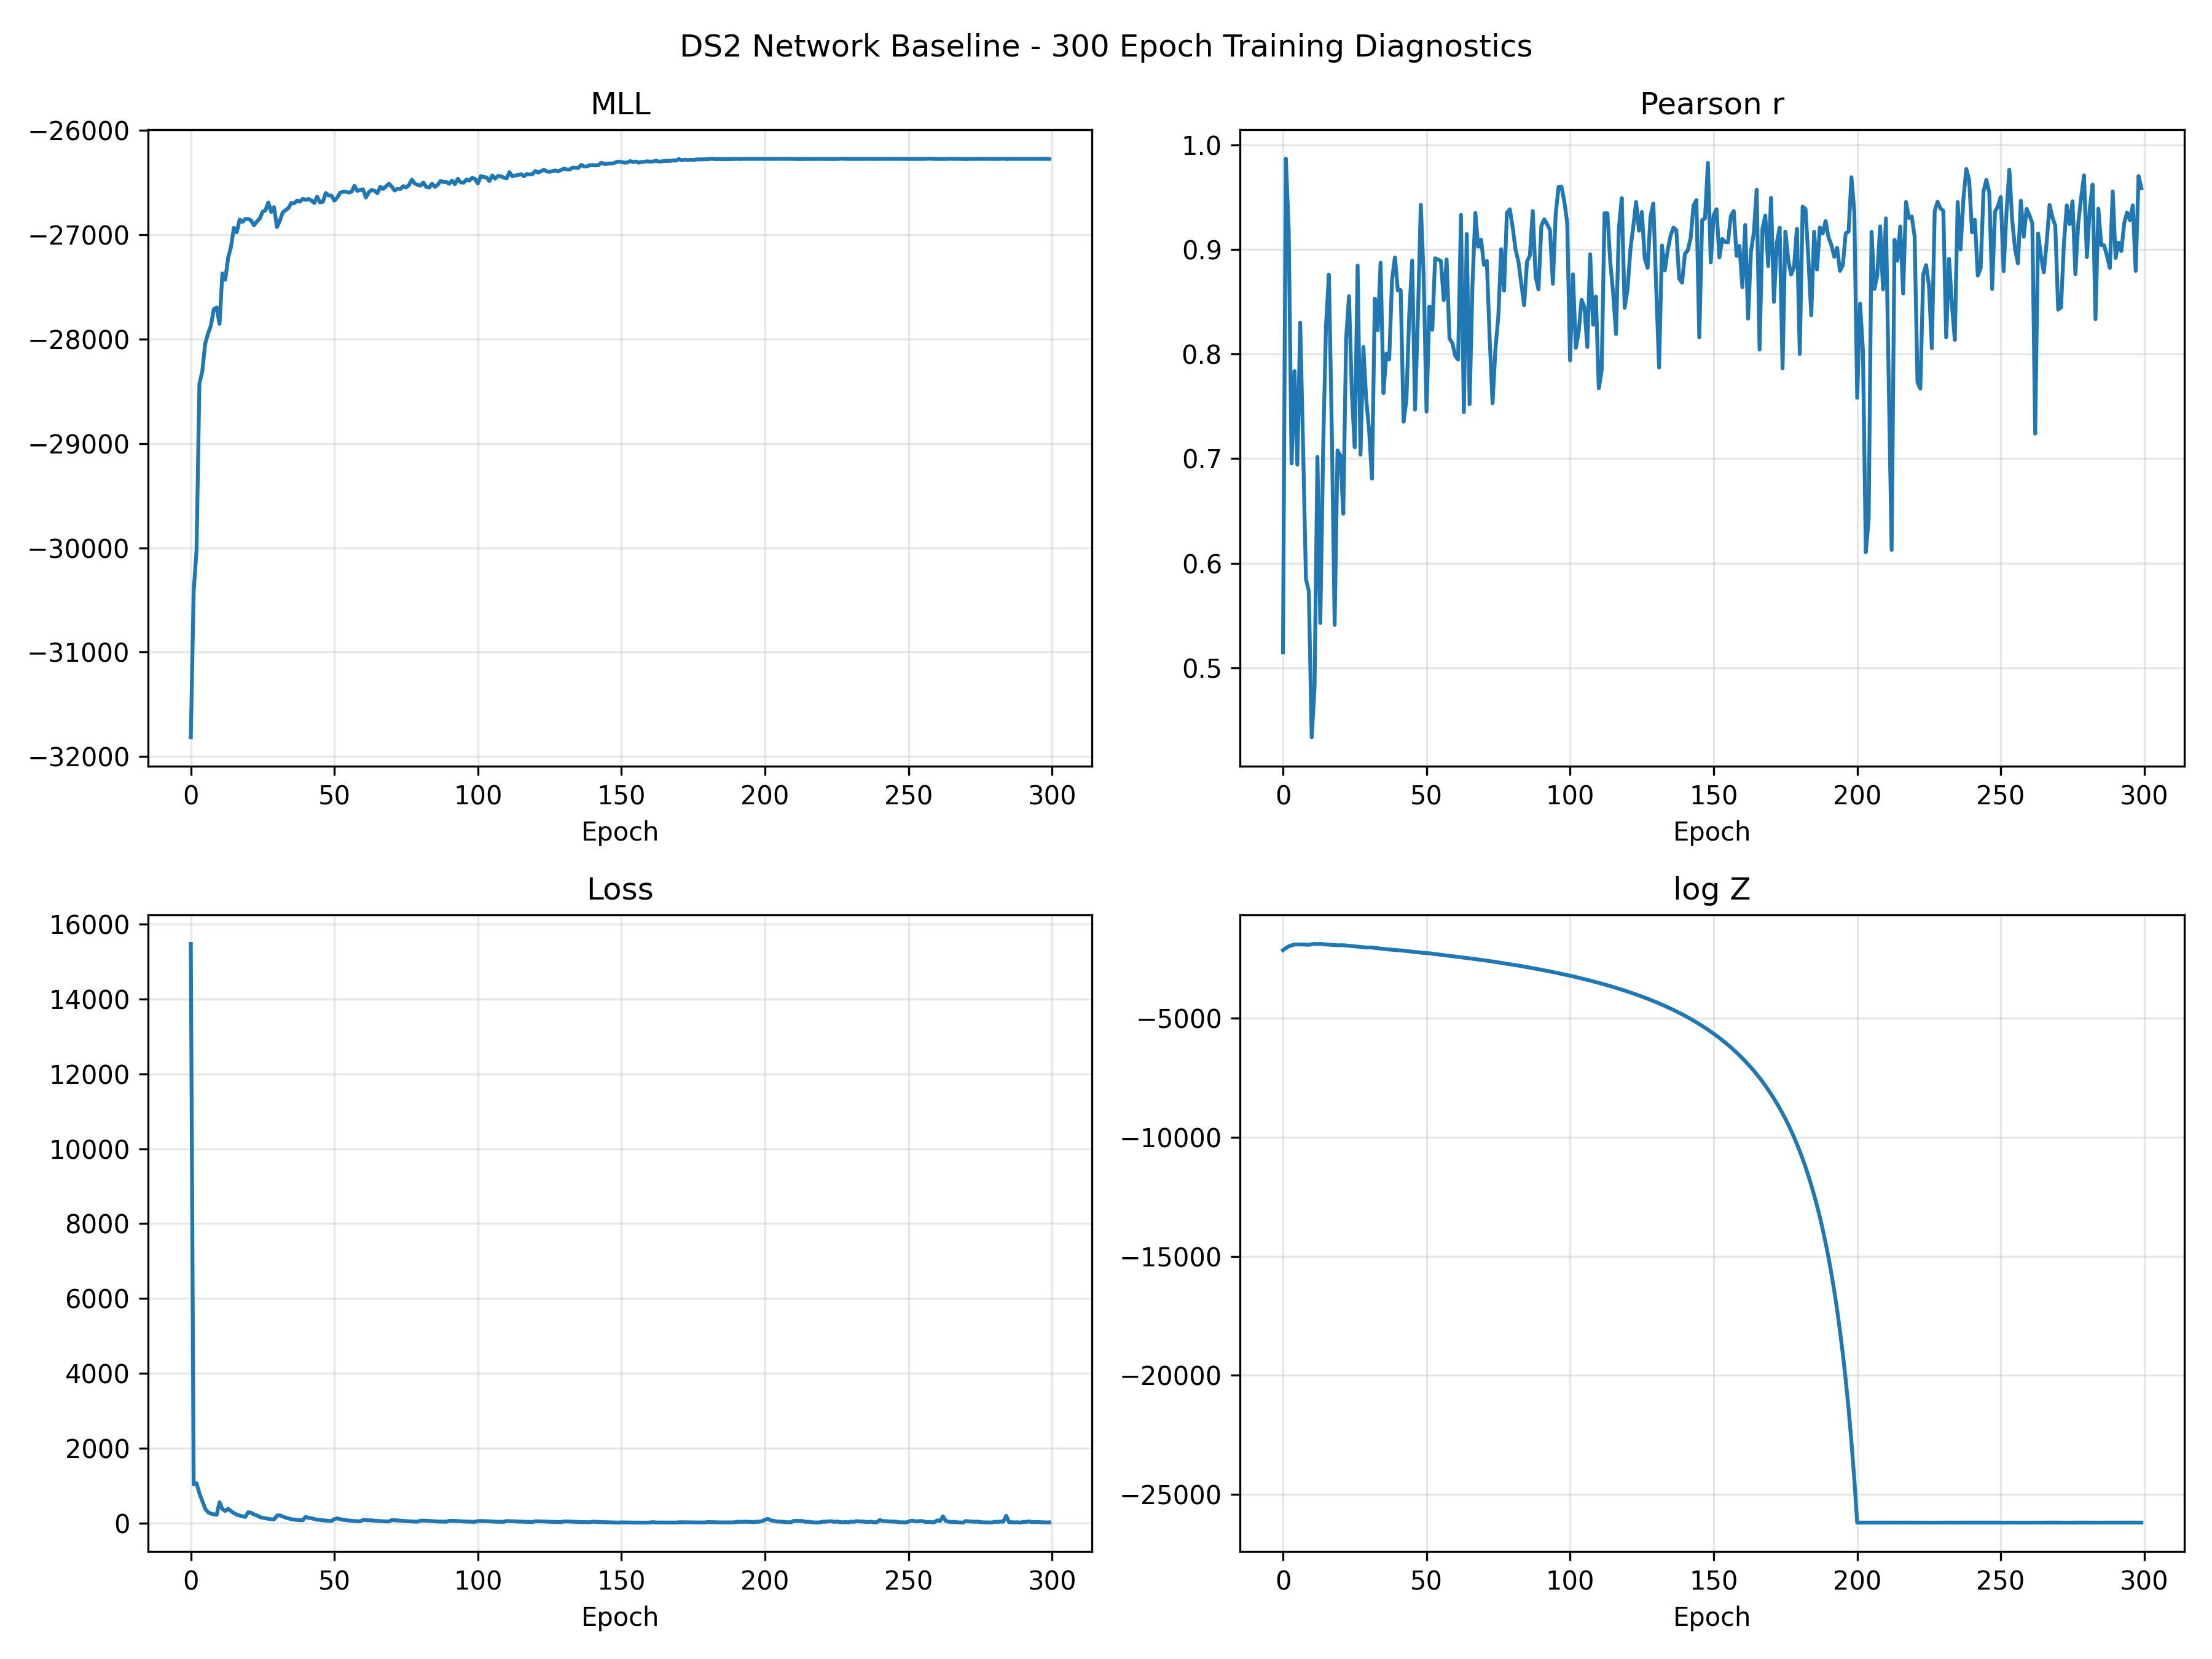 DS2 Network Baseline - 300 Epoch Training Diagnostics
MLL
−26000
−27000
−28000
−29000
−30000
−31000
−32000
0 50 100 150 200 250 300
Epoch
Pearson r
1.0
0.9
0.8
0.7
0.6
0.5
0 50 100 150 200 250 300
Epoch
Loss
16000
14000
12000
10000
8000
6000
4000
2000
0
0 50 100 150 200 250 300
Epoch
log Z
−5000
−10000
−15000
−20000
−25000
0 50 100 150 200 250 300
Epoch